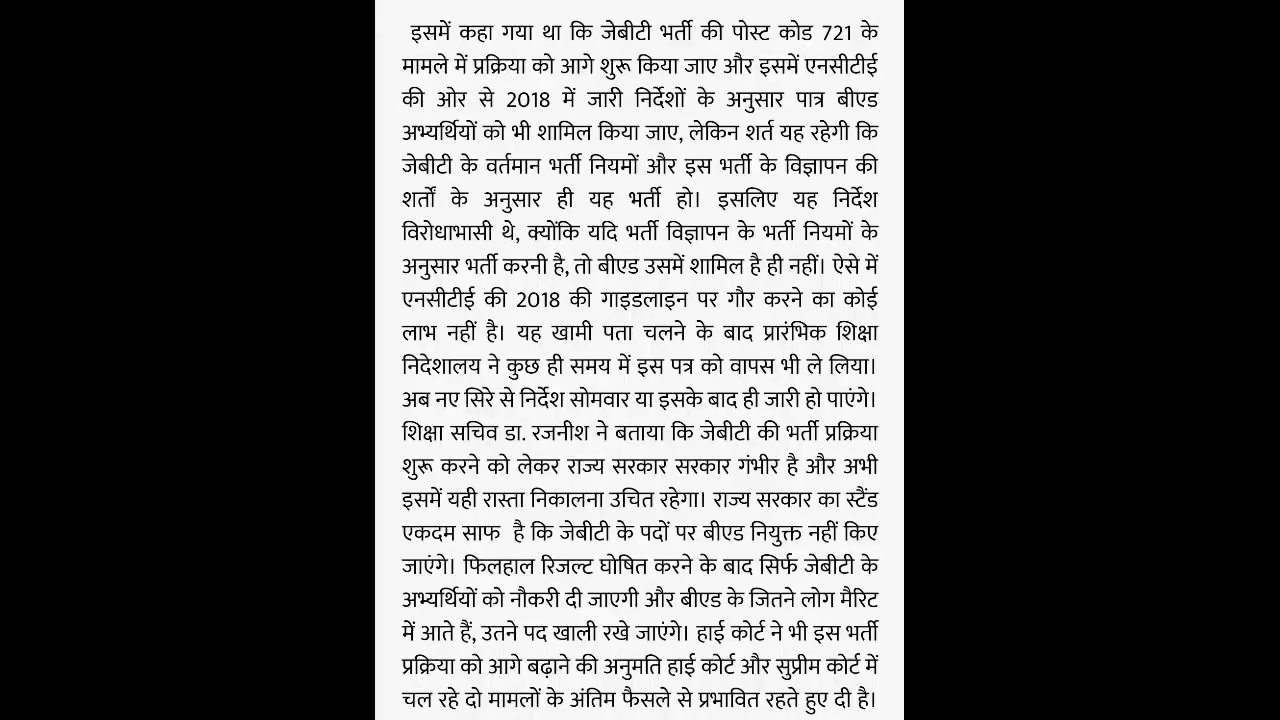 इसमें कहा गया था कि जेबीटी भर्ती की पोस्ट कोड 721 के
मामले में प्रक्रिया को आगे शुरू किया जाए और इसमें एनसीटीई
की ओर से 2018 में जारी निर्देशों के अनुसार पात्र बीएड
अभ्यर्थियों को भी शामिल किया जाए, लेकिन शर्त यह रहेगी कि
जेबीटी के वर्तमान भर्ती नियमों और इस भर्ती के विज्ञापन की
शर्तों के अनुसार ही यह भर्ती हो। इसलिए यह निर्देश
विरोधाभासी थे, क्योंकि यदि भर्ती विज्ञापन के भर्ती नियमों के
अनुसार भर्ती करनी है, तो बीएड उसमें शामिल है ही नहीं। ऐसे में
एनसीटीई की 2018 की गाइडलाइन पर गौर करने का कोई
लाभ नहीं है। यह खामी पता चलने के बाद प्रारंभिक शिक्षा
निदेशालय ने कुछ ही समय में इस पत्र को वापस भी ले लिया।
अब नए सिरे से निर्देश सोमवार या इसके बाद ही जारी हो पाएंगे।
शिक्षा सचिव डा. रजनीश ने बताया कि जेबीटी की भर्ती प्रक्रिया
शुरू करने को लेकर राज्य सरकार सरकार गंभीर है और अभी
इसमें यही रास्ता निकालना उचित रहेगा। राज्य सरकार का स्टैंड
एकदम साफ है कि जेबीटी के पदों पर बीएड नियुक्त नहीं किए
जाएंगे। फिलहाल रिजल्ट घोषित करने के बाद सिर्फ जेबीटी के
अभ्यर्थियों को नौकरी दी जाएगी और बीएड के जितने लोग मैरिट
में आते हैं, उतने पद खाली रखे जाएंगे। हाई कोर्ट ने भी इस भर्ती
प्रक्रिया को आगे बढ़ाने की अनुमति हाई कोर्ट और सुप्रीम कोर्ट में
चल रहे दो मामलों के अंतिम फैसले से प्रभावित रहते हुए दी है।